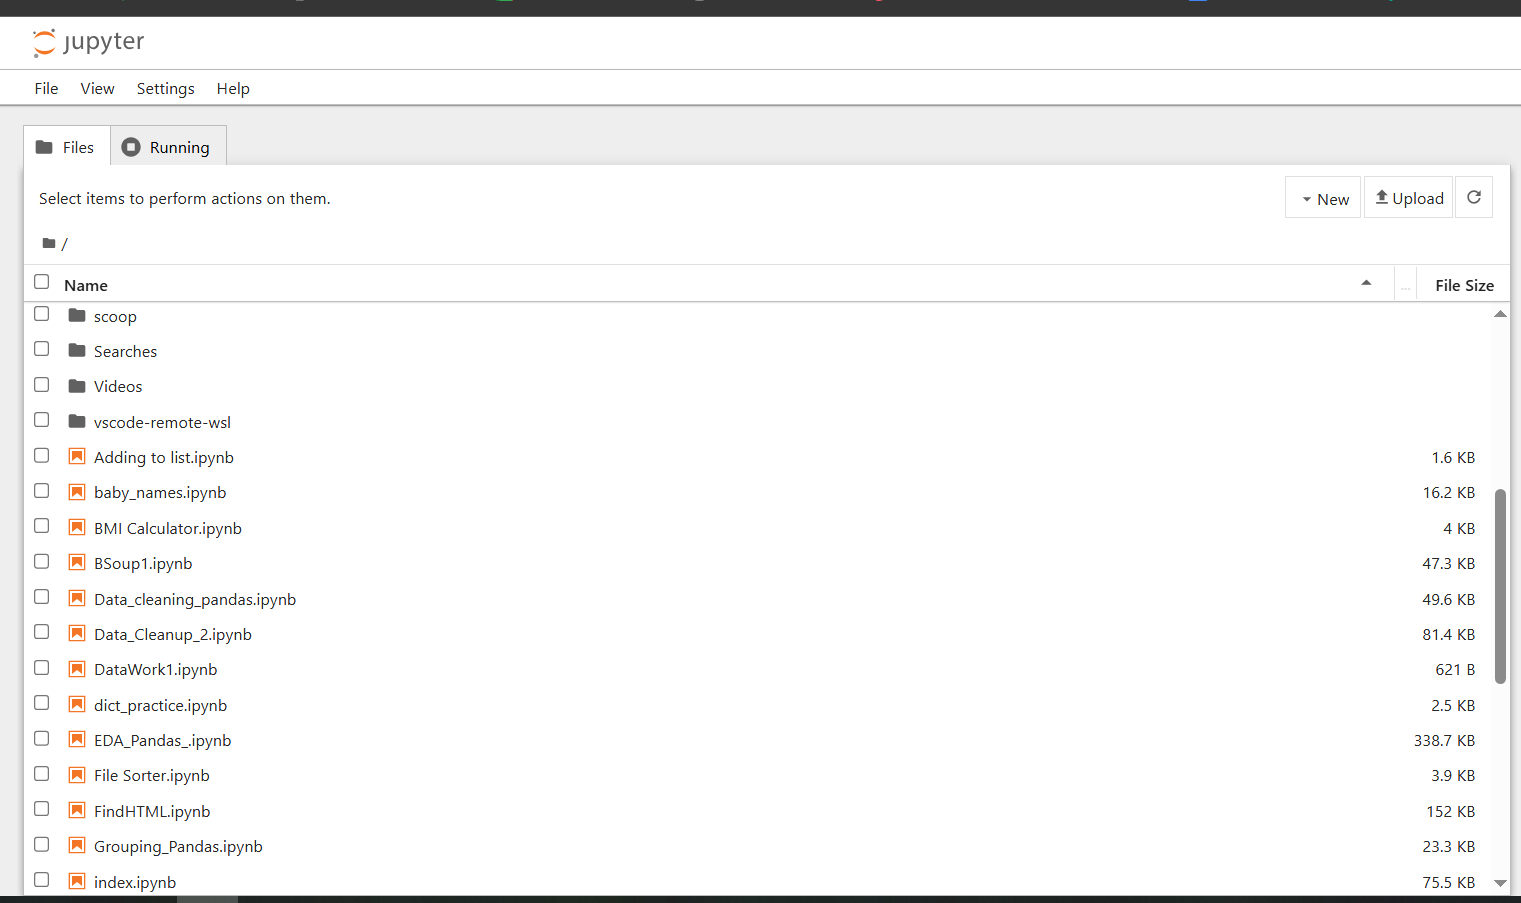 jupyter
File View Settings Help
Files Running
Select items to perform actions on them.
New Upload
/
Name ... File Size
scoop
Searches
Videos
vscode-remote-wsl
Adding to list.ipynb 1.6 KB
baby_names.ipynb 16.2 KB
BMI Calculator.ipynb 4 KB
BSoup1.ipynb 47.3 KB
Data_cleaning_pandas.ipynb 49.6 KB
Data_Cleanup_2.ipynb 81.4 KB
DataWork1.ipynb 621 B
dict_practice.ipynb 2.5 KB
EDA_Pandas_.ipynb 338.7 KB
File Sorter.ipynb 3.9 KB
FindHTML.ipynb 152 KB
Grouping_Pandas.ipynb 23.3 KB
index.ipynb 75.5 KB